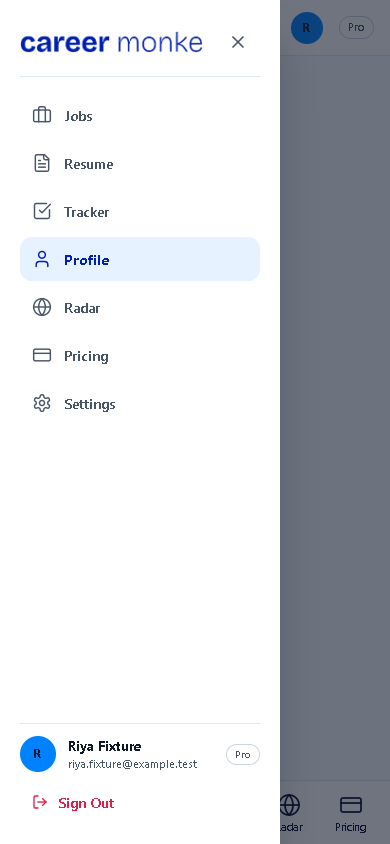 career monke
R
Pro
Jobs
Resume
Tracker
Profile
Radar
Pricing
Settings
Riya Fixture
R
riya.fixture@example.test
Pro
Sign Out
adar
Pricing